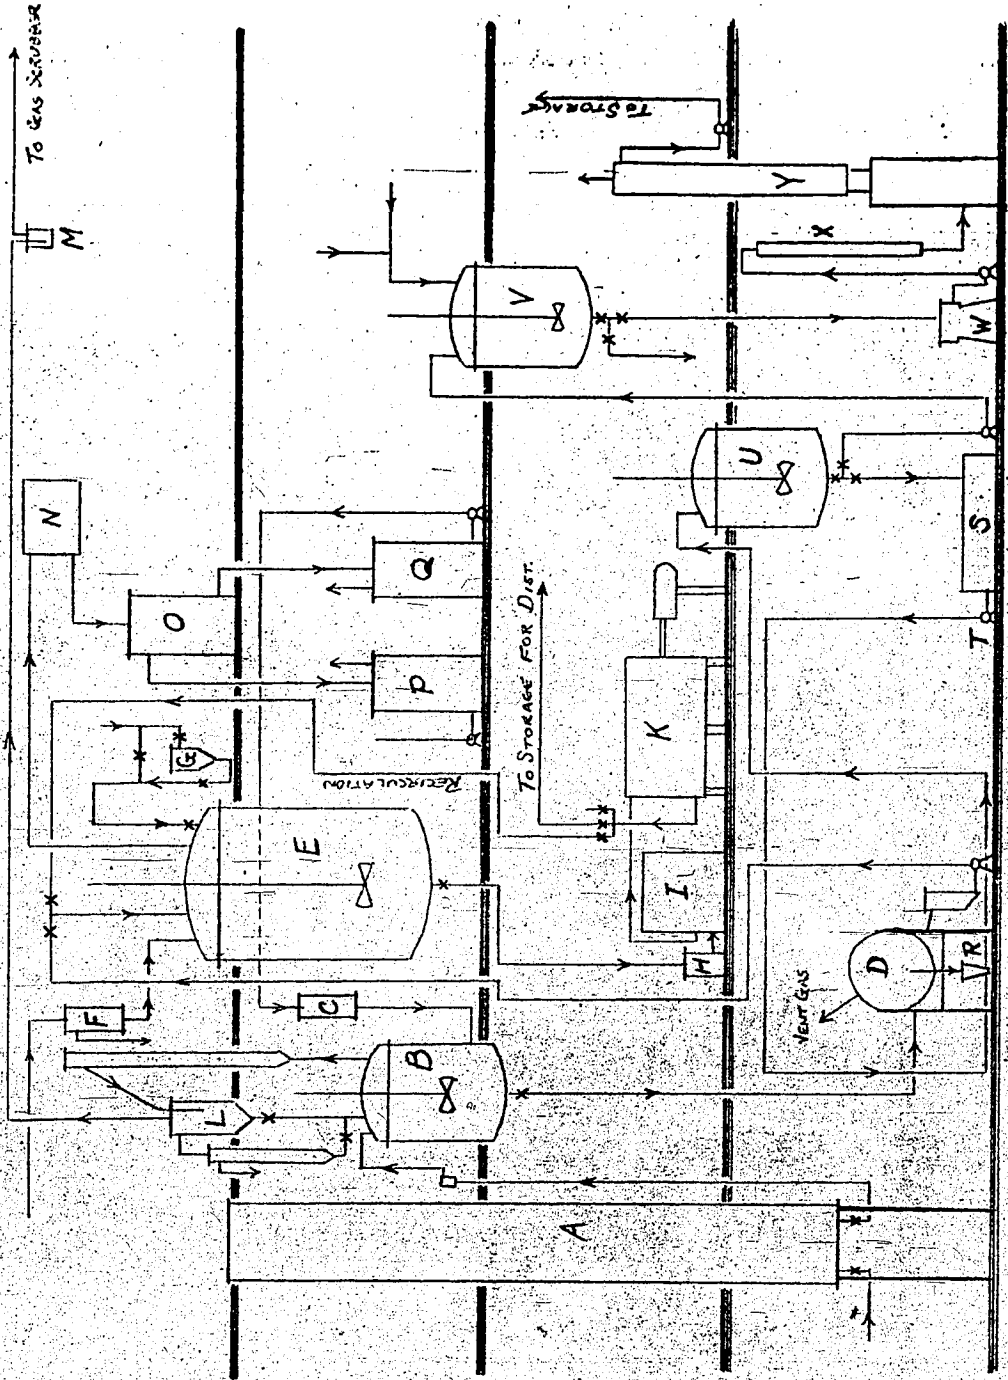 To GAS SCRUBBER
M
N
O
G
F
L
E
P
Q
RECIRCULATION
C
B
V
To STORAGE
To STORAGE FOR DIST.
A
K
I
H
U
Y
X
W
VENT GAS
D
R
T
S